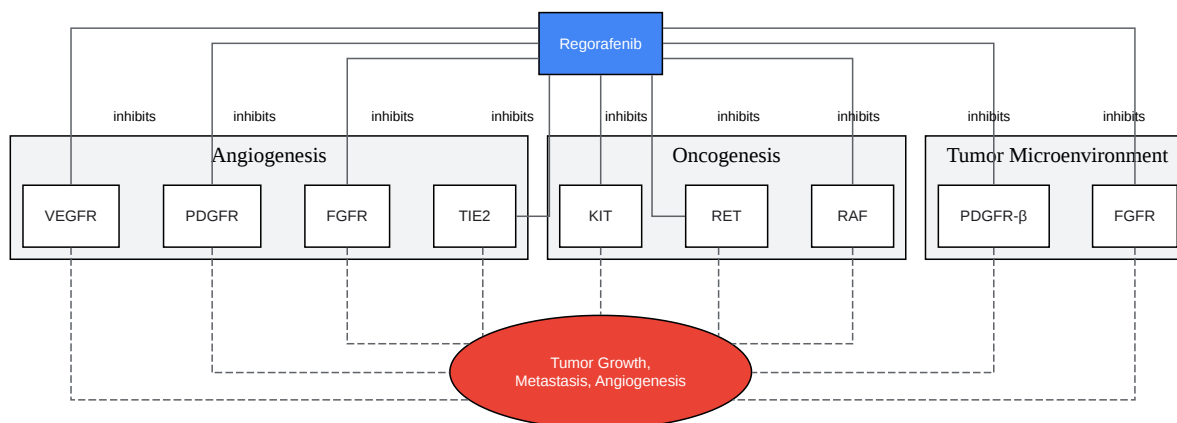 Regorafenib
inhibits
inhibits
inhibits
inhibits
inhibits
inhibits
inhibits
inhibits
inhibits
Angiogenesis
Oncogenesis
Tumor Microenvironment
VEGFR
PDGFR
FGFR
TIE2
KIT
RET
RAF
PDGFR-β
FGFR
Tumor Growth,
Metastasis, Angiogenesis